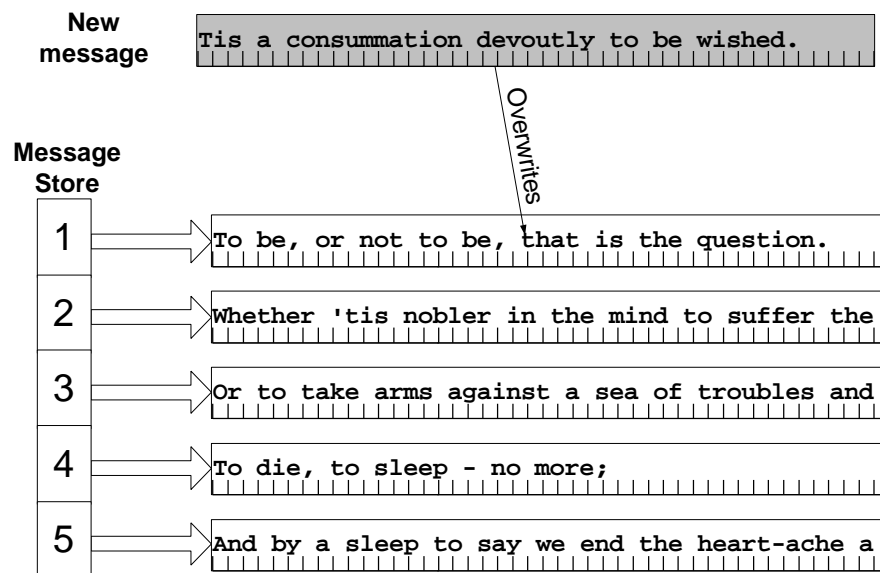 New
message
Tis a consummation devoutly to be wished.
Overwrites
Message
Store
1
To be, or not to be, that is the question.
2
Whether 'tis nobler in the mind to suffer the
3
Or to take arms against a sea of troubles and
4
To die, to sleep - no more;
5
And by a sleep to say we end the heart-ache a